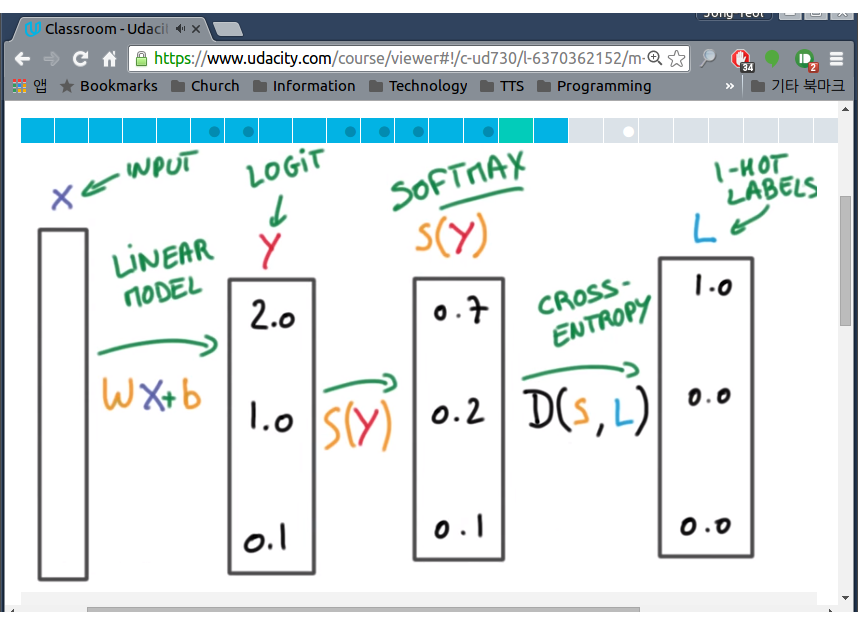 Jong Yeol
Classroom - Udacit
https://www.udacity.com/course/viewer#!/c-ud730/l-6370362152/m-
34
2
앱
Bookmarks
Church
Information
Technology
TTS
Programming
»
기타 북마크
X
INPUT
LOGIT
Y
SOFTMAX
S(Y)
1-HOT
LABELS
L
LINEAR
MODEL
WX+b
2.0
1.0
0.1
S(Y)
0.7
0.2
0.1
CROSS-
ENTROPY
D(S,L)
1.0
0.0
0.0